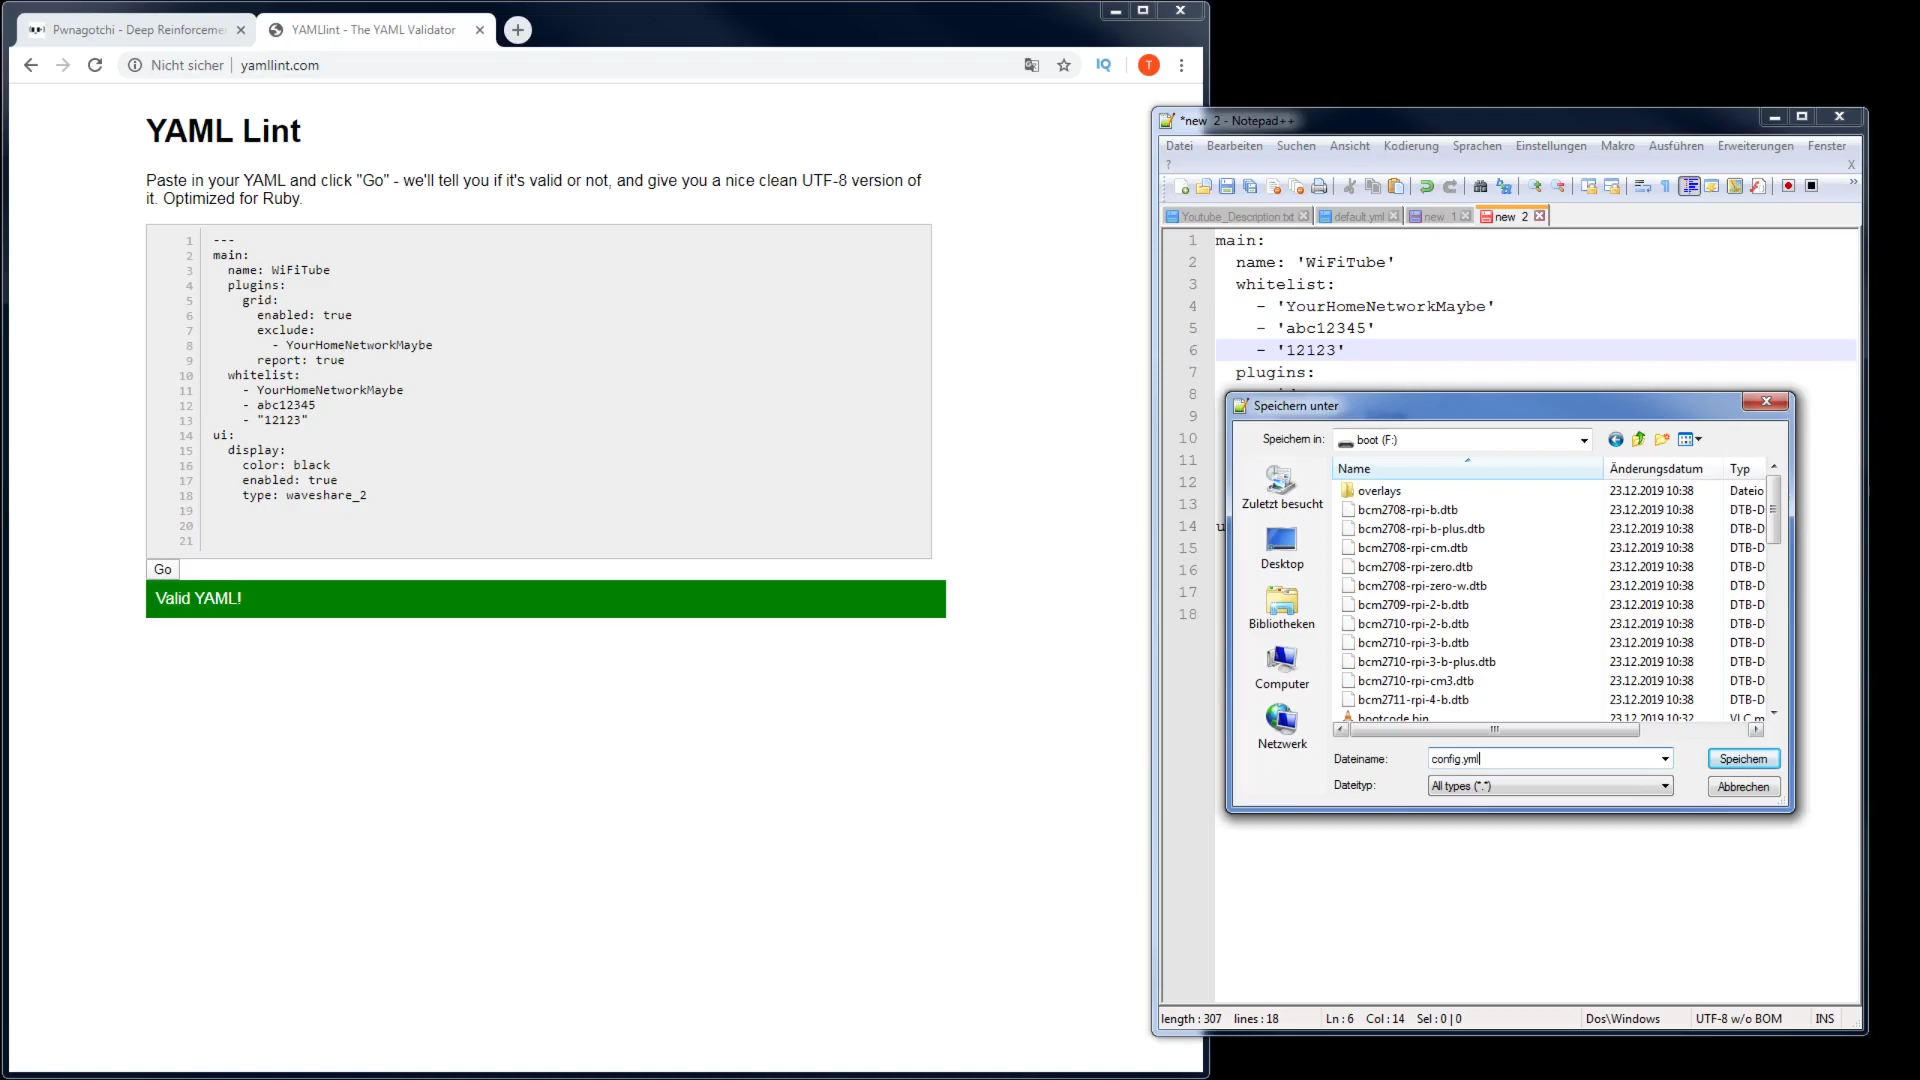 Pwnagotchi - Deep Reinforceme
YAMLlint - The YAML Validator
Nicht sicher
yamllint.com
IQ
T
YAML Lint
Paste in your YAML and click "Go" - we'll tell you if it's valid or not, and give you a nice clean UTF-8 version of
it. Optimized for Ruby.
1 ---
2 main:
3 name: WiFiTube
4 plugins:
5 grid:
6 enabled: true
7 exclude:
8 - YourHomeNetworkMaybe
9 report: true
10 whitelist:
11 - YourHomeNetworkMaybe
12 - abc12345
13 - "12123"
14 ui:
15 display:
16 color: black
17 enabled: true
18 type: waveshare_2
19
20
21
Go
Valid YAML!
*new 2 - Notepad++
Datei Bearbeiten Suchen Ansicht Kodierung Sprachen Einstellungen Makro Ausführen Erweiterungen Fenster
? X
Youtube_Description.txt default.yml new 1 new 2
1 main:
2 name: 'WiFiTube'
3 whitelist:
4 - 'YourHomeNetworkMaybe'
5 - 'abc12345'
6 - '12123'
7 plugins:
8
9
10
11
12
13
14 u
15
16
17
18
Speichern unter
Speichern in: boot (F:)
Zuletzt besucht
Desktop
Bibliotheken
Computer
Netzwerk
Name Änderungsdatum Typ
overlays 23.12.2019 10:38 Dateio
bcm2708-rpi-b.dtb 23.12.2019 10:38 DTB-D
bcm2708-rpi-b-plus.dtb 23.12.2019 10:38 DTB-D
bcm2708-rpi-cm.dtb 23.12.2019 10:38 DTB-D
bcm2708-rpi-zero.dtb 23.12.2019 10:38 DTB-D
bcm2708-rpi-zero-w.dtb 23.12.2019 10:38 DTB-D
bcm2709-rpi-2-b.dtb 23.12.2019 10:38 DTB-D
bcm2710-rpi-2-b.dtb 23.12.2019 10:38 DTB-D
bcm2710-rpi-3-b.dtb 23.12.2019 10:38 DTB-D
bcm2710-rpi-3-b-plus.dtb 23.12.2019 10:38 DTB-D
bcm2710-rpi-cm3.dtb 23.12.2019 10:38 DTB-D
bcm2711-rpi-4-b.dtb 23.12.2019 10:38 DTB-D
bootcode.bin 23.12.2019 10:32 VLC m
Dateiname: config.yml
Speichern
Dateityp: All types (*.*)
Abbrechen
length : 307 lines : 18 Ln : 6 Col : 14 Sel : 0 | 0 Dos\Windows UTF-8 w/o BOM INS